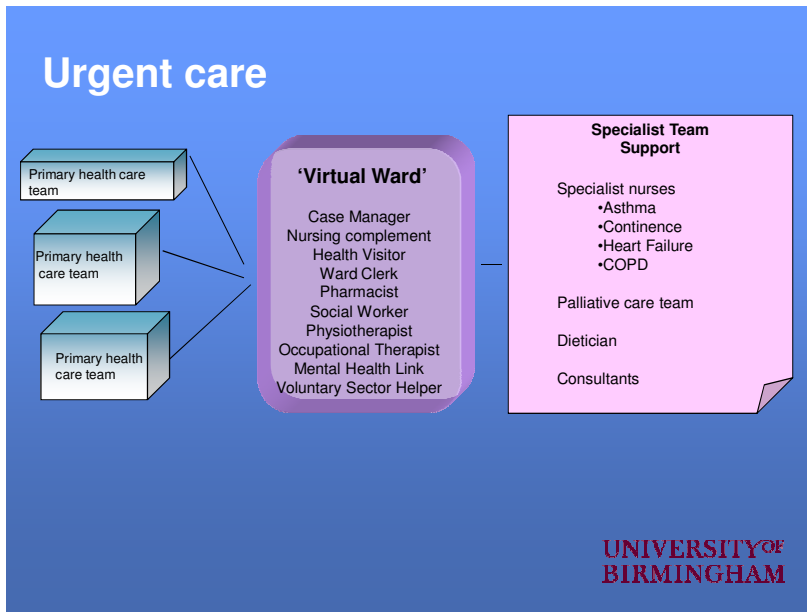 Urgent care
Primary health care
team
Primary health
care team
Primary health
care team
‘Virtual Ward’
Case Manager
Nursing complement
Health Visitor
Ward Clerk
Pharmacist
Social Worker
Physiotherapist
Occupational Therapist
Mental Health Link
Voluntary Sector Helper
Specialist Team
Support
Specialist nurses
•Asthma
•Continence
•Heart Failure
•COPD
Palliative care team
Dietician
Consultants
UNIVERSITY OF
BIRMINGHAM